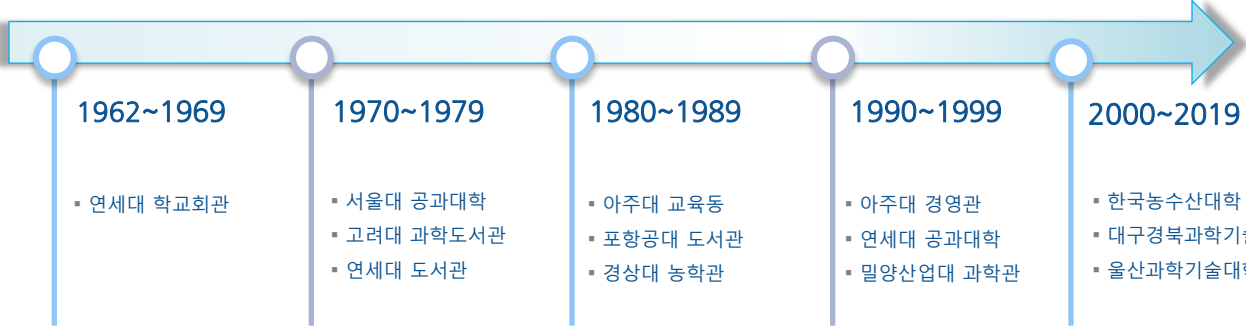 1962~1969
연세대 학교회관
1970~1979
서울대 공과대학
고려대 과학도서관
연세대 도서관
1980~1989
아주대 교육동
포항공대 도서관
경상대 농학관
1990~1999
아주대 경영관
연세대 공과대학
밀양산업대 과학관
2000~2019
한국농수산대학